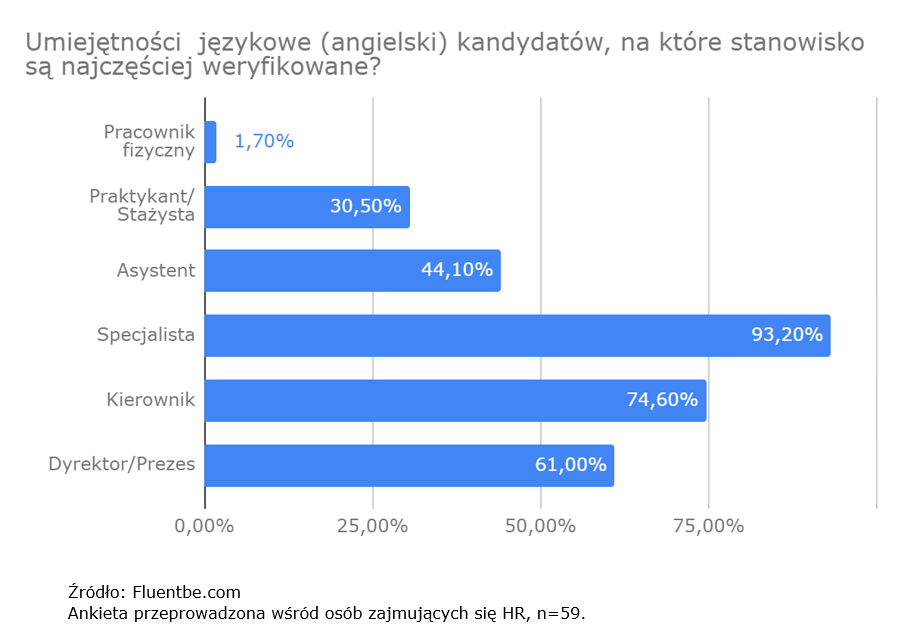 Umiejętności  językowe (angielski) kandydatów, na które stanowisko
są najczęściej weryfikowane?
Pracownik
fizyczny
1,70%
Praktykant/
Stażysta
30,50%
Asystent
44,10%
Specjalista
93,20%
Kierownik
74,60%
Dyrektor/Prezes
61,00%
0,00%
25,00%
50,00%
75,00%
Źródło: Fluentbe.com
Ankieta przeprowadzona wśród osób zajmujących się HR, n=59.